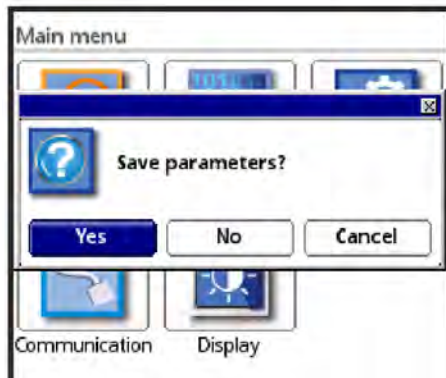 Main menu
Save parameters?
Yes No Cancel
Communication Display